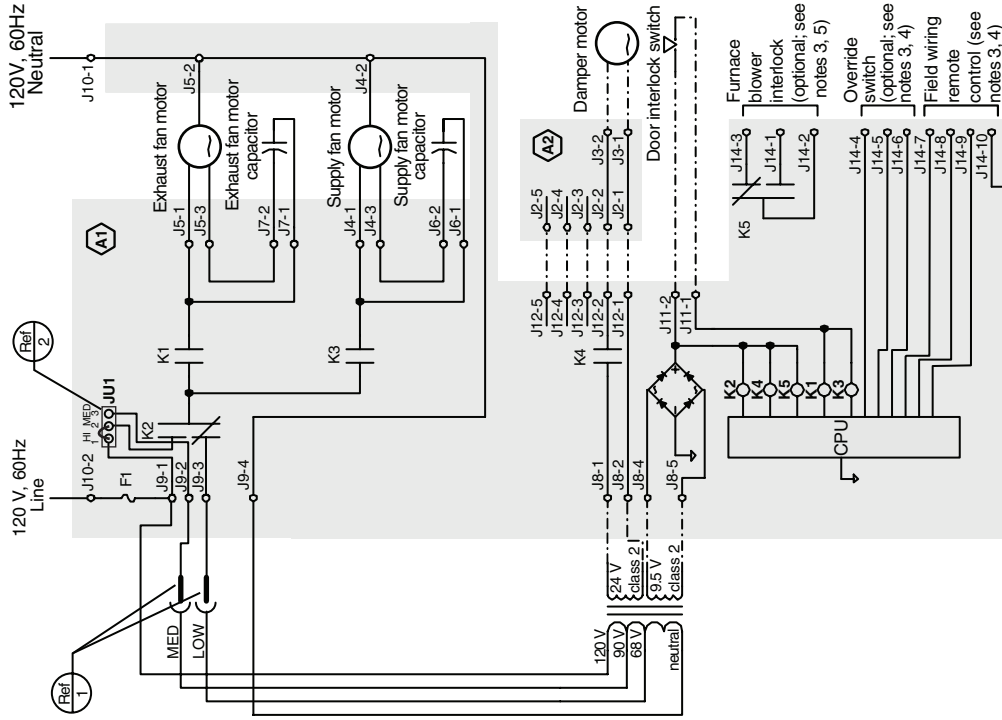 120V, 60Hz
Neutral
J10-1
J5-2
J4-2
Exhaust fan motor
Exhaust fan motor
capacitor
Supply fan motor
Supply fan motor
capacitor
J5-1
J5-3
J7-2
J7-1
J4-1
J4-3
J6-2
J6-1
A1
K1
K3
Ref
2
JU1
HI MED
1 2 3
K2
120 V, 60Hz
Line
J10-2
F1
J9-1
J9-2
J9-3
J9-4
MED
LOW
Ref
1
Damper motor
Door interlock switch
A2
J3-2
J3-1
J2-5
J2-4
J2-3
J2-2
J2-1
J12-5
J12-4
J12-3
J12-2
J12-1
K4
J11-2
J11-1
J8-1
J8-2
J8-4
J8-5
24 V
class 2
9.5 V
class 2
120 V
90 V
68 V
neutral
Furnace
blower
interlock
(optional; see
notes 3, 5)
Override
switch
(optional; see
notes 3, 4)
Field wiring
remote
control (see
notes 3, 4)
J14-3
J14-1
J14-2
J14-4
J14-5
J14-6
J14-7
J14-8
J14-9
J14-10
K5
K2
K4
K5
K1
K3
CPU